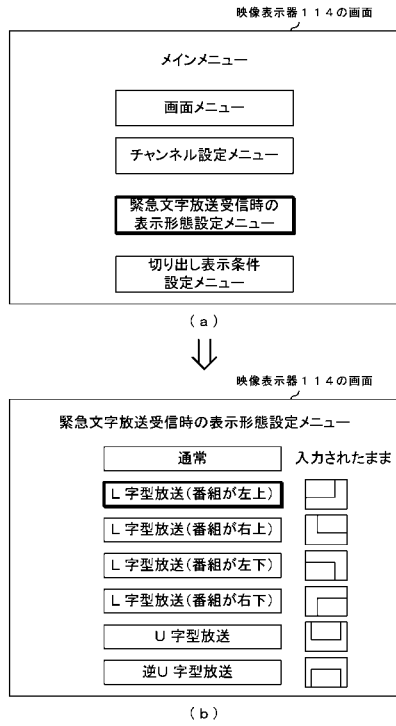 映像表示器１１４の画面
メインメニュー
画面メニュー
チャンネル設定メニュー
緊急文字放送受信時の
表示形態設定メニュー
切り出し表示条件
設定メニュー
(ａ)
映像表示器１１４の画面
緊急文字放送受信時の表示形態設定メニュー
通常 入力されたまま
Ｌ字型放送(番組が左上)
Ｌ字型放送(番組が右上)
Ｌ字型放送(番組が左下)
Ｌ字型放送(番組が右下)
Ｕ字型放送
逆Ｕ字型放送
(ｂ)